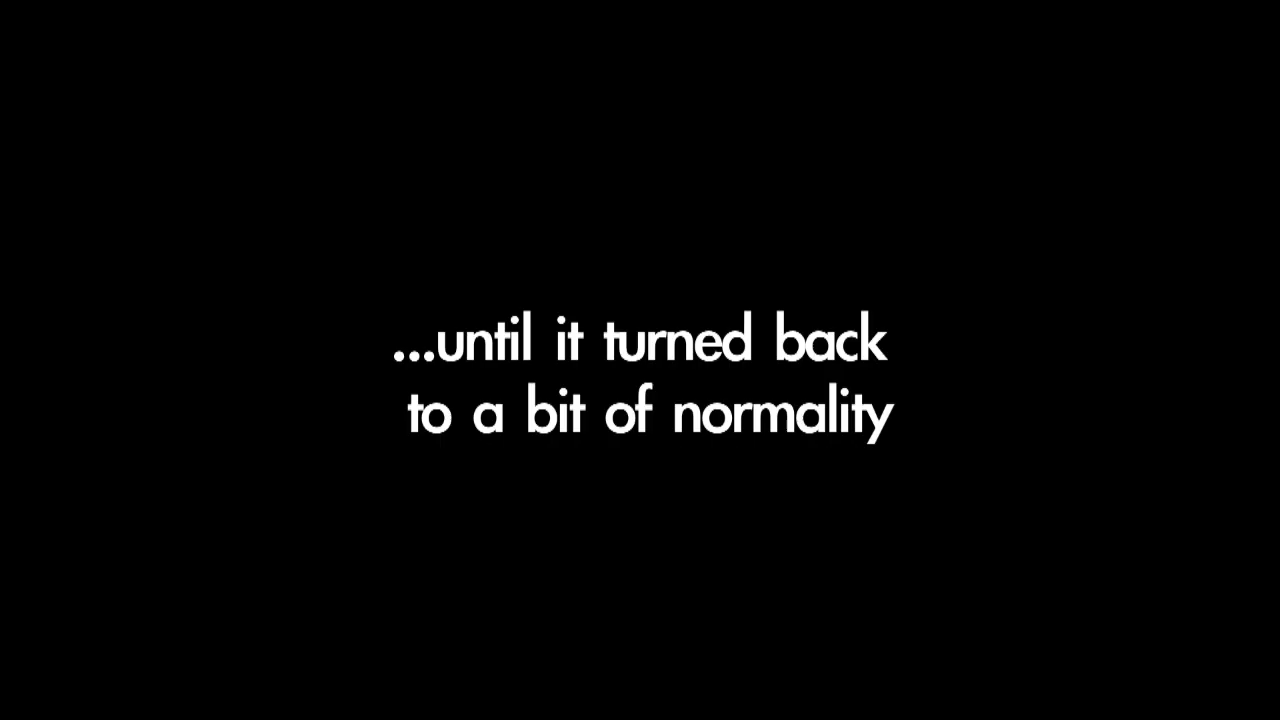 ...until it turned back
to a bit of normality